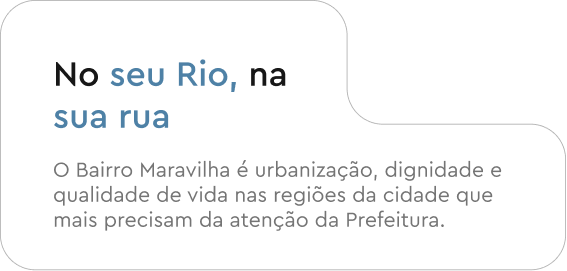 No seu Rio, na
sua rua
O Bairro Maravilha é urbanização, dignidade e
qualidade de vida nas regiões da cidade que
mais precisam da atenção da Prefeitura.